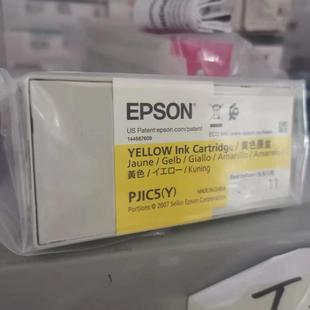 EPSON
US Patent:epson.com/patent
144667609
YELLOW Ink Cartridge / 黄色墨盒
Jaune / Gelb / Giallo / Amarillo / Amarelo
黃色 / イエロー / Kuning
PJIC5(Y)
MADE IN CHINA
Portions © 2007 Seiko Epson Corporation